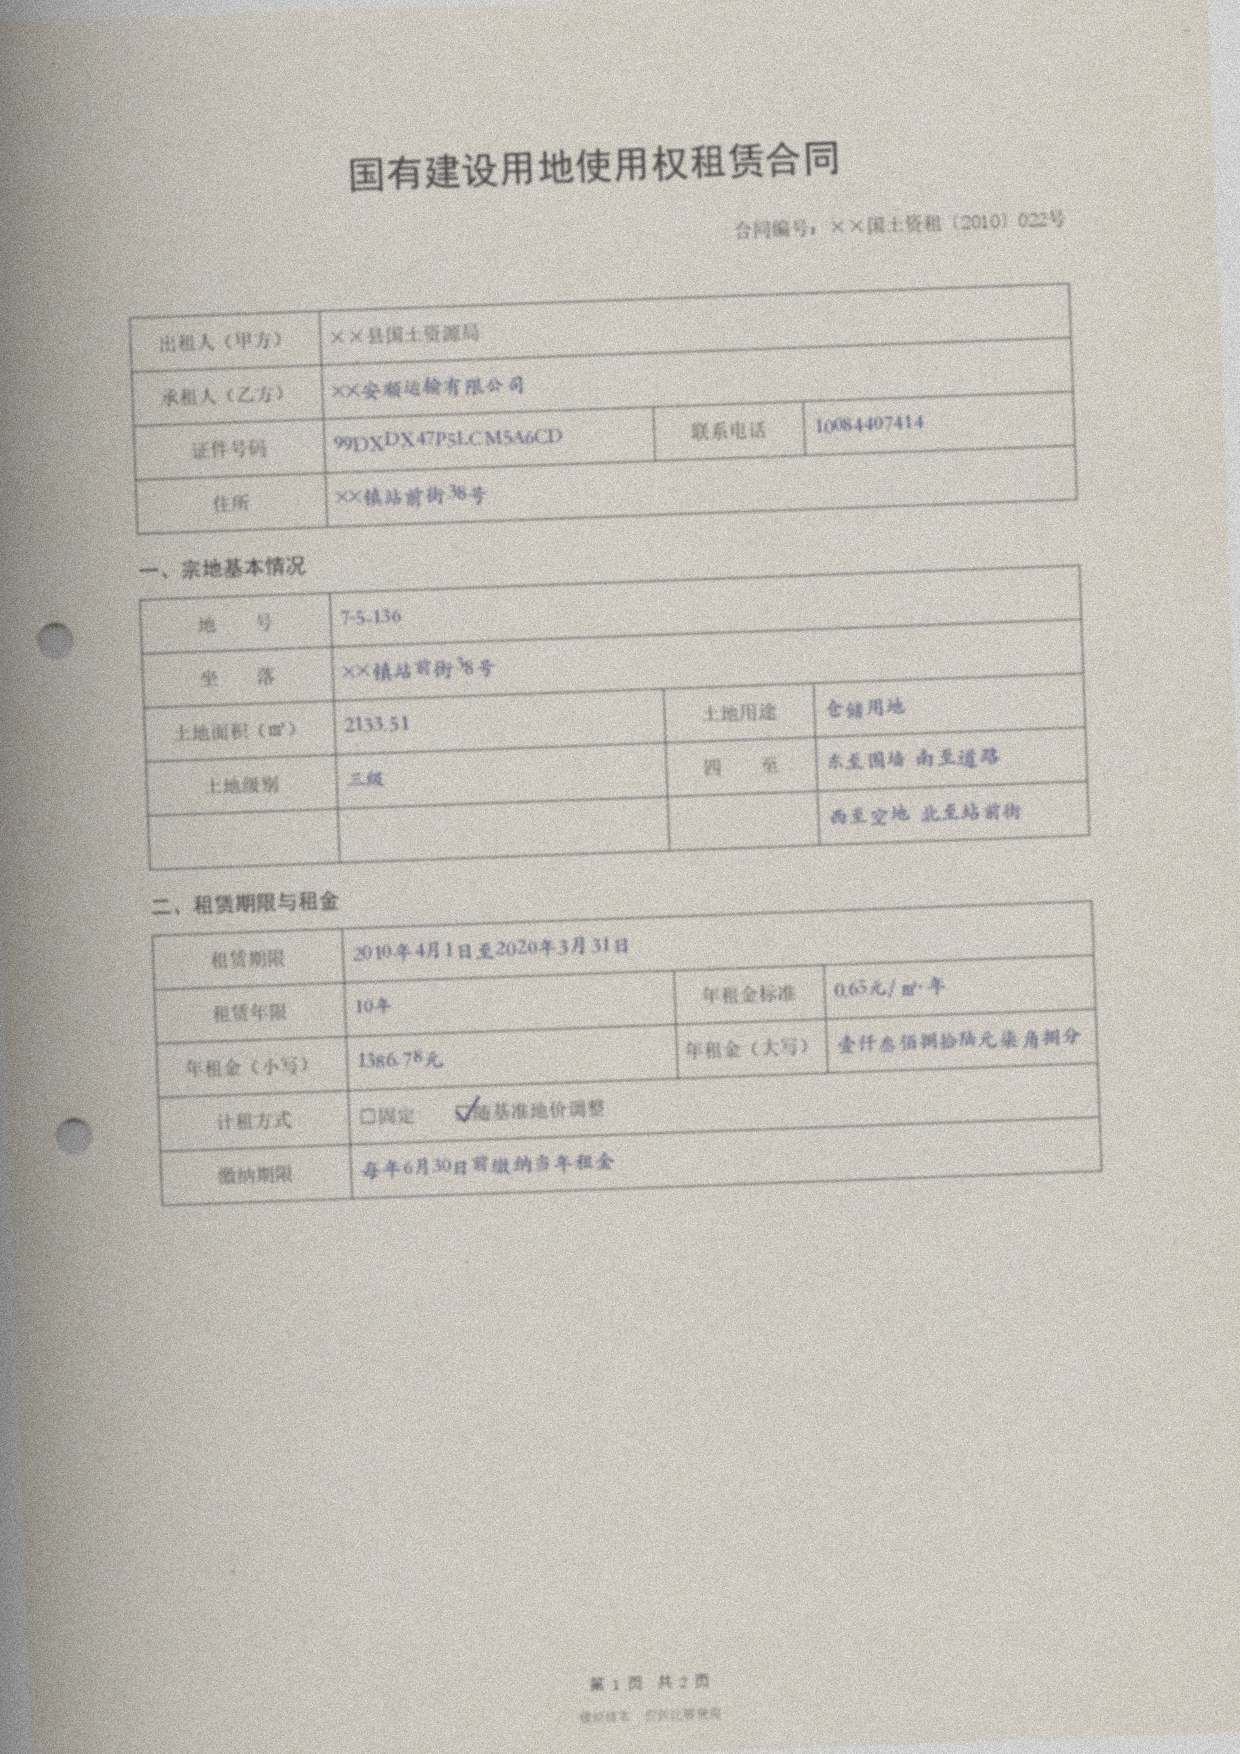 国有建设用地使用权租赁合同
合同编号：××国土资租〔2010〕022号
出租人（甲方） ××县国土资源局
承租人（乙方） ××安顺运输有限公司
证件号码 99DXDX47P5LCM5A6CD 联系电话 10084407414
住所 ××镇站前街38号
一、宗地基本情况
地 号 7-5-136
坐 落 ××镇站前街38号
土地面积（㎡） 2133.51 土地用途 仓储用地
土地级别 三级 四 至 东至围墙 南至道路
西至空地 北至站前街
二、租赁期限与租金
租赁期限 2010年4月1日至2020年3月31日
租赁年限 10年 年租金标准 0.65元/㎡·年
年租金（小写） 1386.78元 年租金（大写） 壹仟叁佰捌拾陆元柒角捌分
计租方式 □固定 ☑随基准地价调整
缴纳期限 每年6月30日前缴纳当年租金
第 1 页 共 2 页